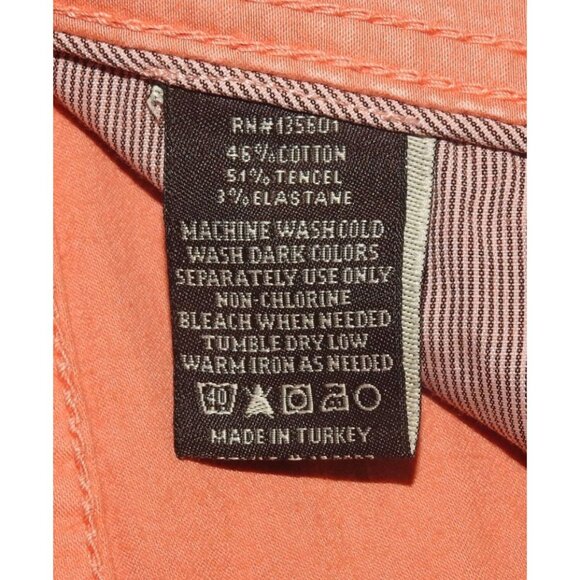 RN#135601
46%COTTON
51%TENCEL
3%ELASTANE
MACHINE WASH COLD
WASH DARK COLORS
SEPARATELY USE ONLY
NON-CHLORINE
BLEACH WHEN NEEDED
TUMBLE DRY LOW
WARM IRON AS NEEDED
40
MADE IN TURKEY